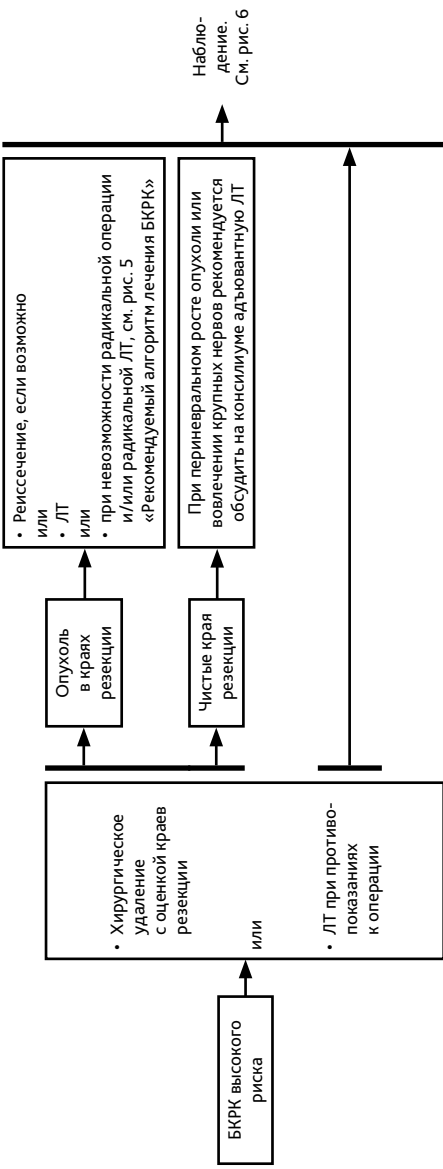 БКРК высокого
риска
• Хирургическое
удаление
с оценкой краев
резекции
или
• ЛТ при противо-
показаниях
к операции
Опухоль
в краях
резекции
Чистые края
резекции
• Реиссечение, если возможно
или
• ЛТ
или
• при невозможности радикальной операции
и/или радикальной ЛТ, см. рис. 5
«Рекомендуемый алгоритм лечения БКРК»
При периневральном росте опухоли или
вовлечении крупных нервов рекомендуется
обсудить на консилиуме адъювантную ЛТ
Наблю-
дение.
См. рис. 6